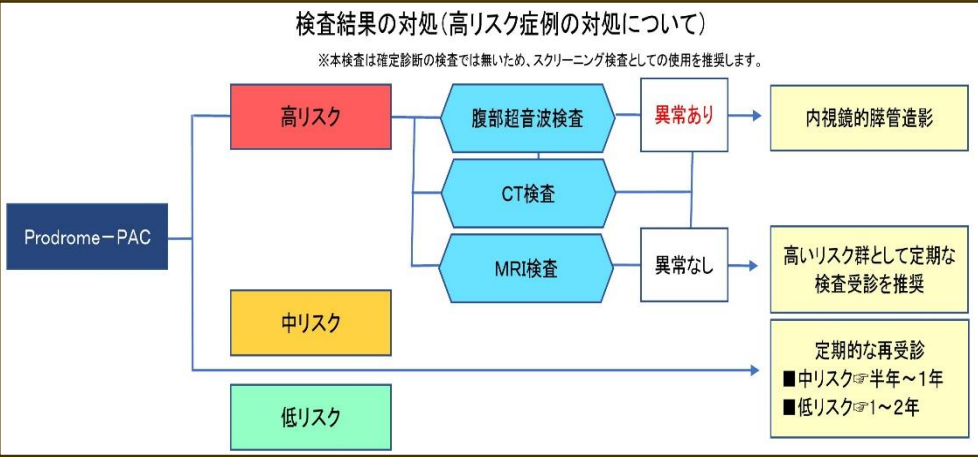 検査結果の対処(高リスク症例の対処について)
※本検査は確定診断の検査では無いため、スクリーニング検査としての使用を推奨します。
Prodrome-PAC
高リスク
中リスク
低リスク
腹部超音波検査
CT検査
MRI検査
異常あり
異常なし
内視鏡的膵管造影
高いリスク群として定期な
検査受診を推奨
定期的な再受診
■中リスク☞半年～1年
■低リスク☞1～2年